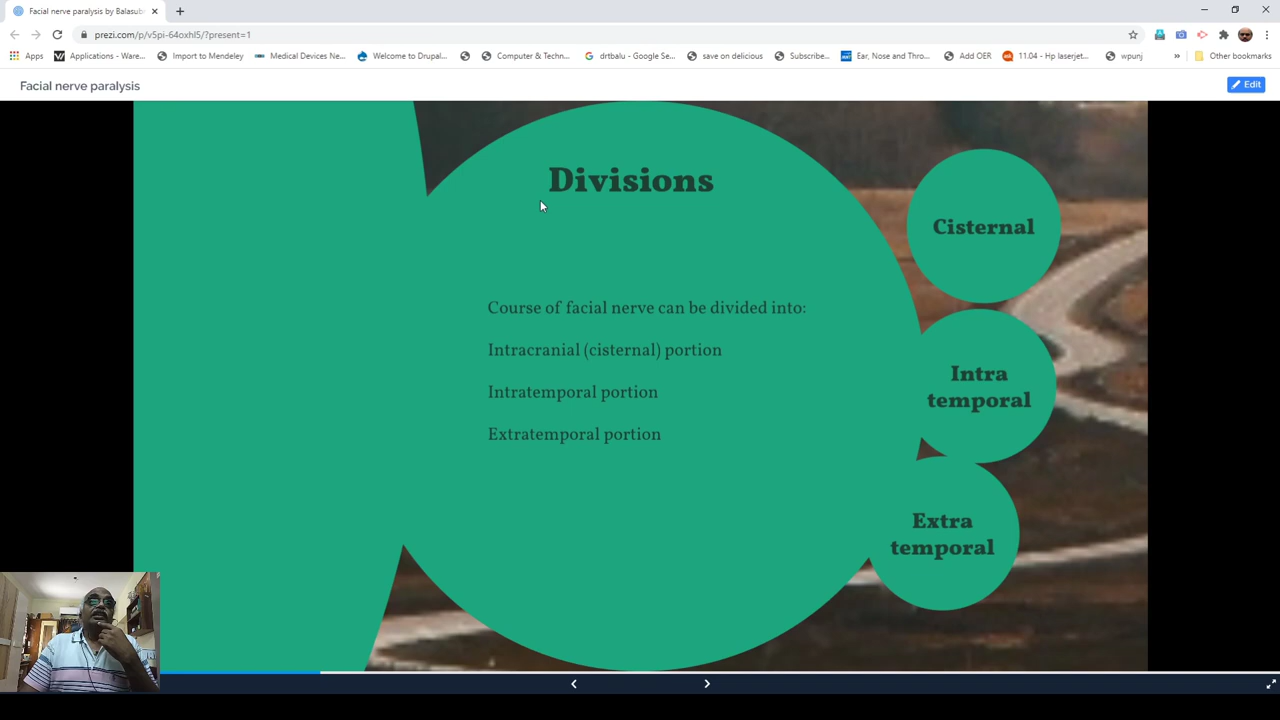 Facial nerve paralysis by Balasub
prezi.com/p/v5pi-64oxhl5/?present=1
Apps
Applications - Ware...
Import to Mendeley
Medical Devices Ne...
Welcome to Drupal...
Computer & Techn...
drtbalu - Google Se...
save on delicious
Subscribe...
Ear, Nose and Thro...
Add OER
11.04 - Hp laserjet...
wpunj
»
Other bookmarks
Facial nerve paralysis
Edit
Divisions
Course of facial nerve can be divided into:
Intracranial (cisternal) portion
Intratemporal portion
Extratemporal portion
Cisternal
Intra
temporal
Extra
temporal